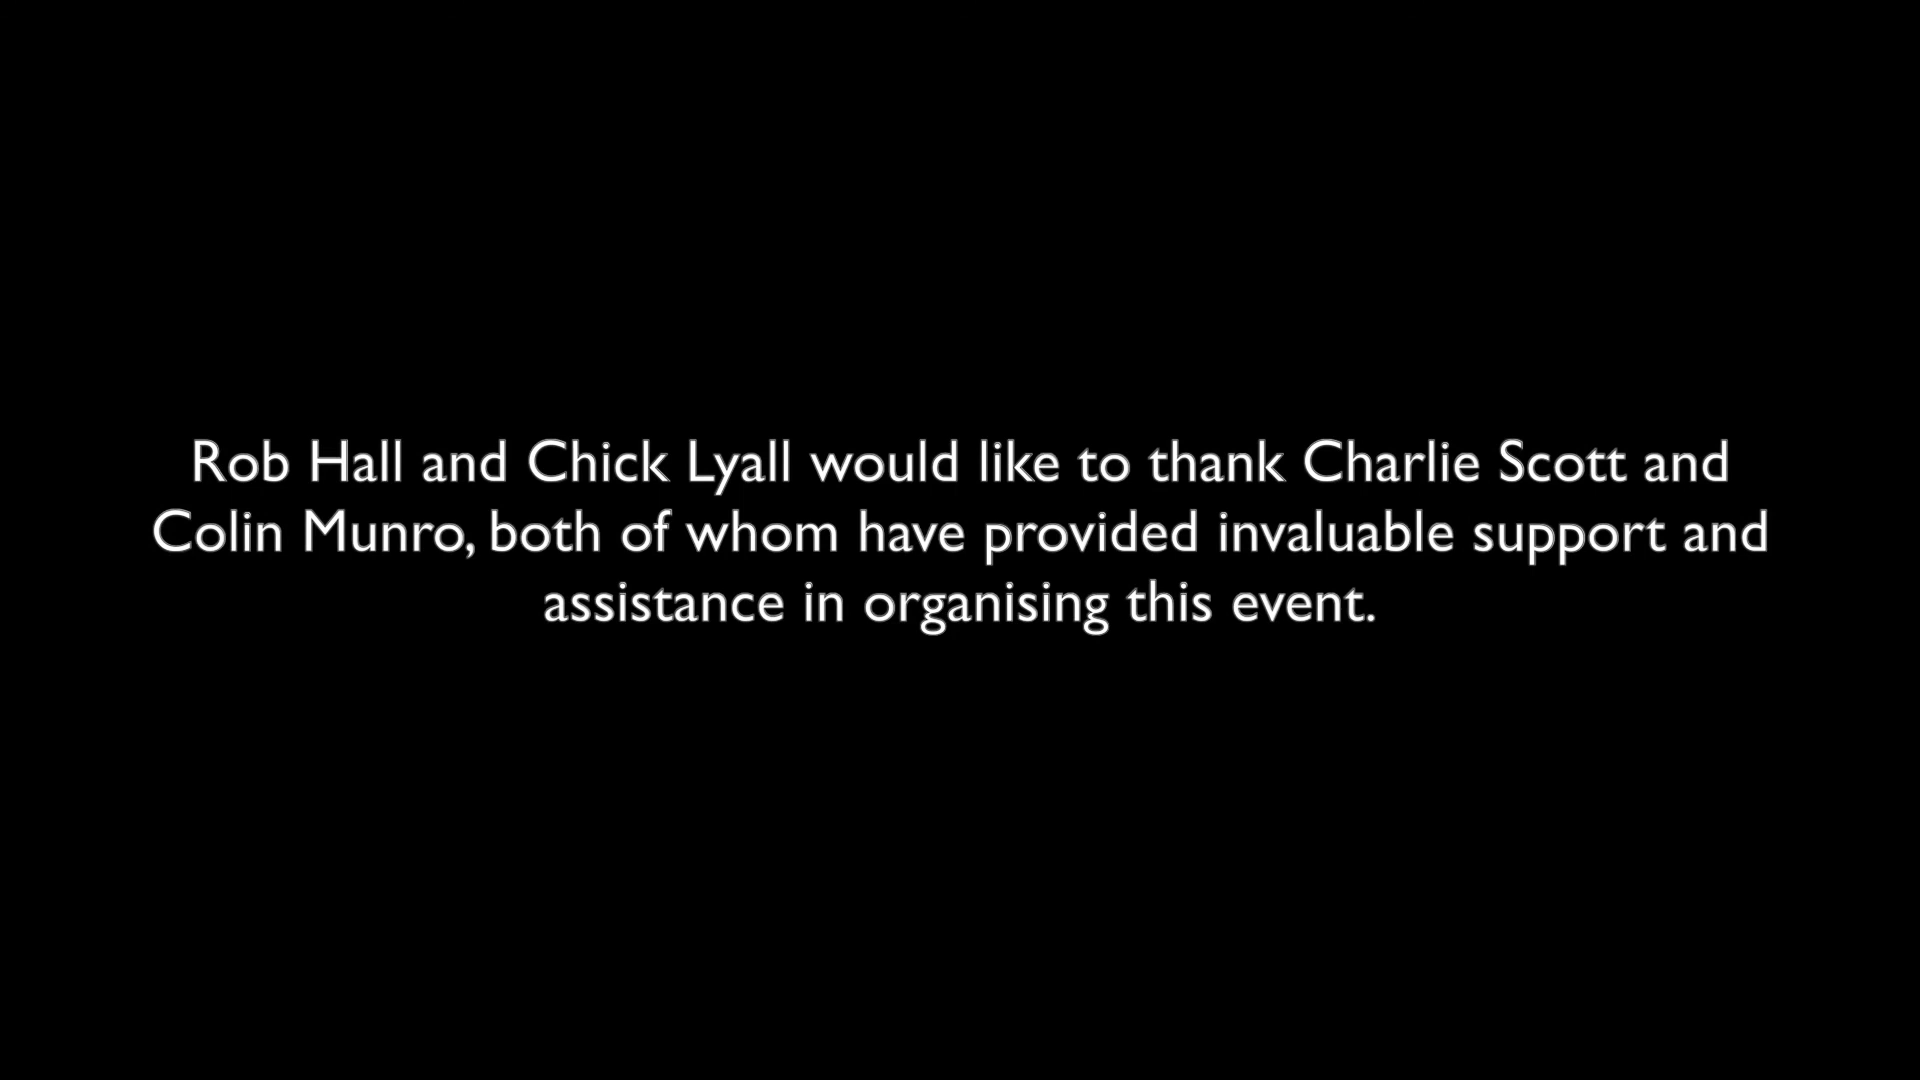 Rob Hall and Chick Lyall would like to thank Charlie Scott and
Colin Munro, both of whom have provided invaluable support and
assistance in organising this event.